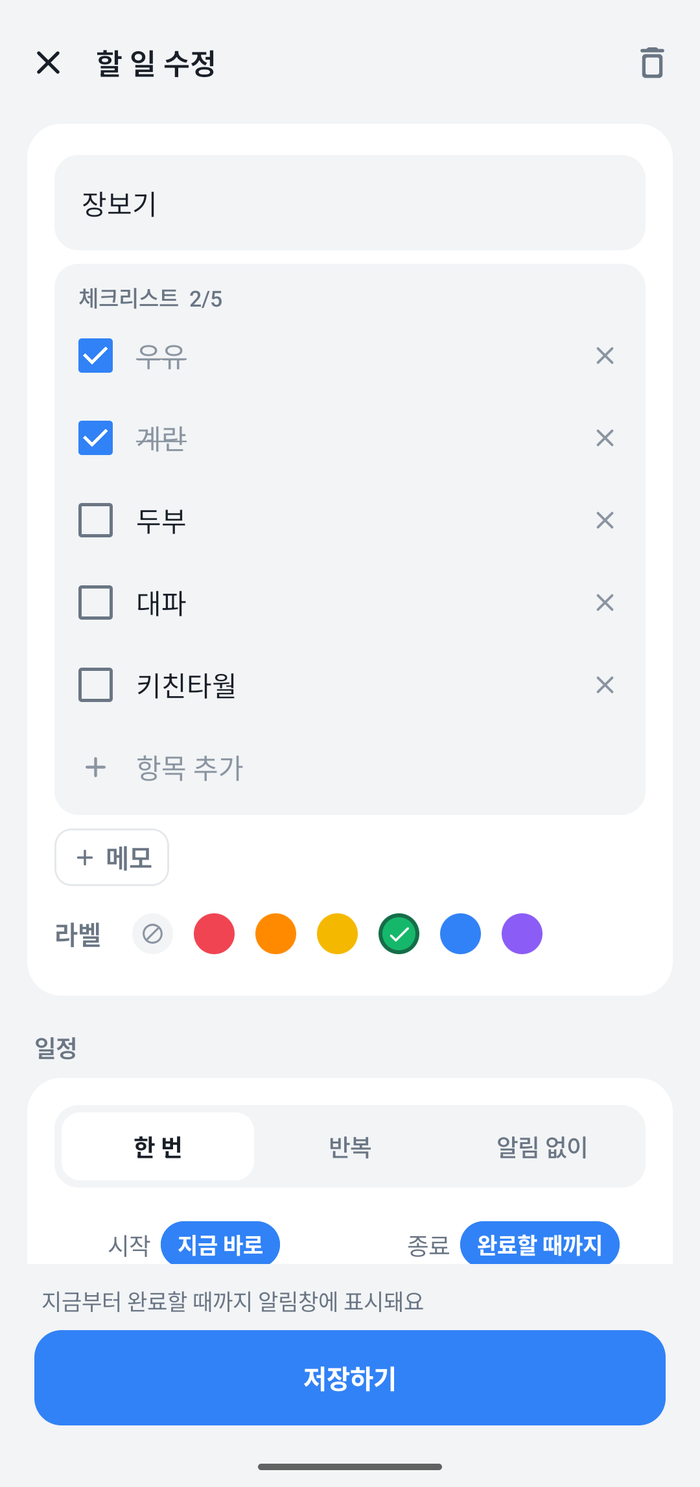 할 일 수정
장보기
체크리스트 2/5
우유
계란
두부
대파
키친타월
항목 추가
메모
라벨
일정
한 번 반복 알림 없이
시작 지금 바로 종료 완료할 때까지
지금부터 완료할 때까지 알림창에 표시돼요
저장하기